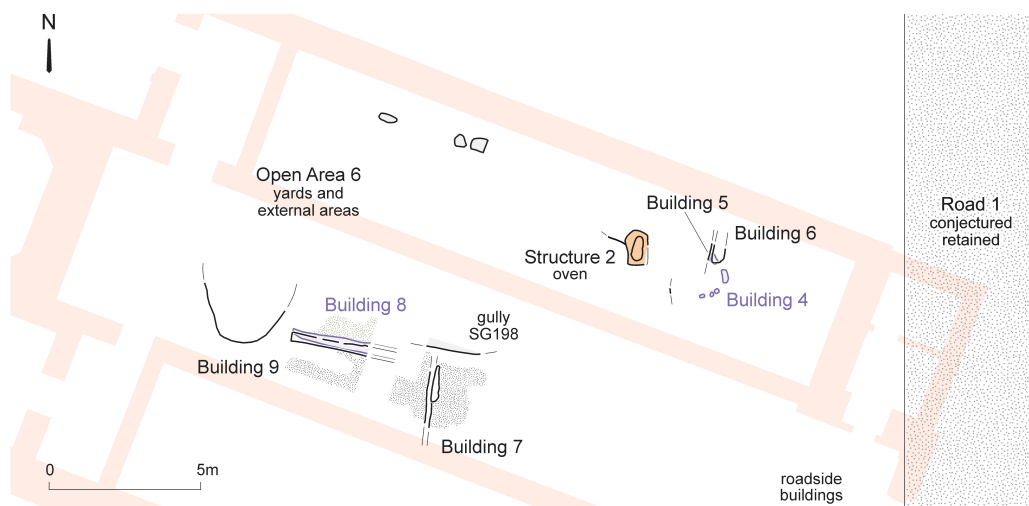 N
Open Area 6
yards and
external areas
Building 5
Building 6
Road 1
conjectured
retained
Structure 2
oven
Building 4
Building 8
gully
SG198
Building 9
Building 7
0
5m
roadside
buildings